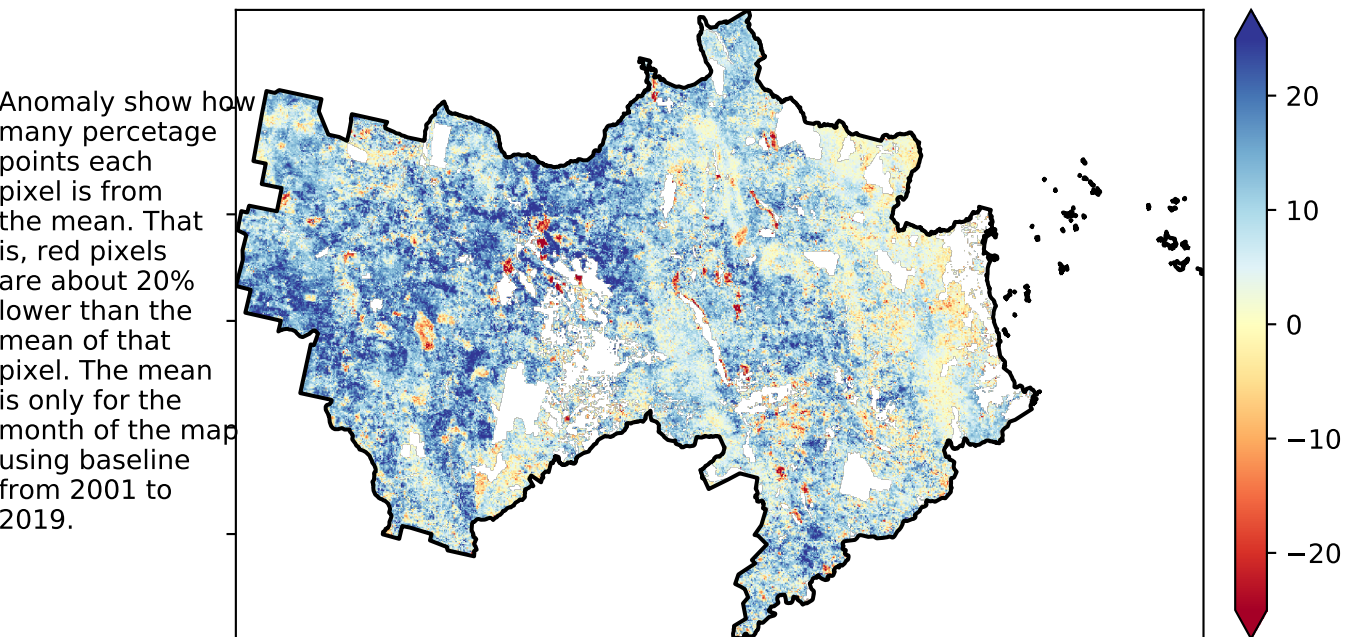 Anomaly show how
many percetage
points each
pixel is from
the mean. That
is, red pixels
are about 20%
lower than the
mean of that
pixel. The mean
is only for the
month of the map
using baseline
from 2001 to
2019.
20
10
0
−10
−20